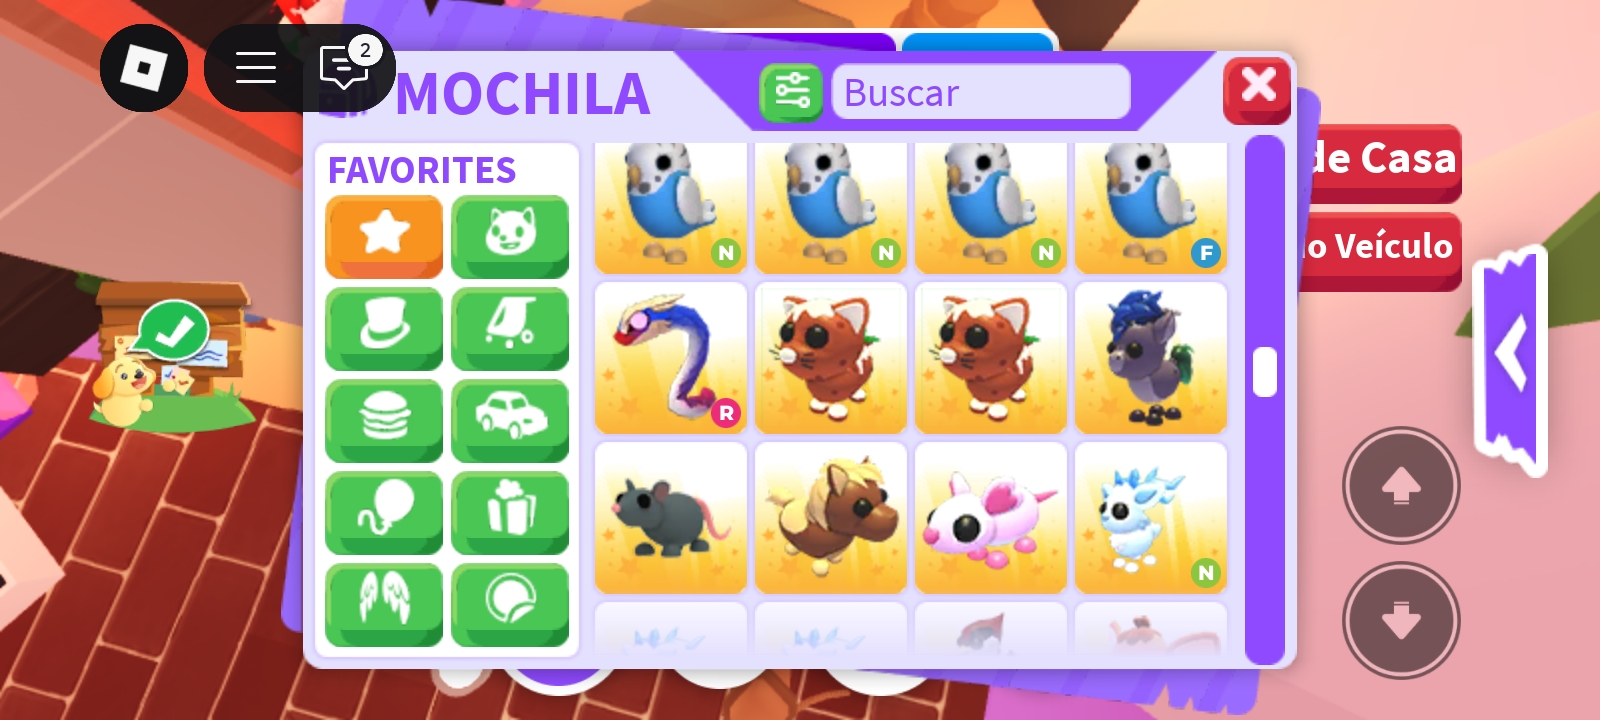 2
MOCHILA
Buscar
FAVORITES
de Casa
o Veículo
N
N
N
F
R
N